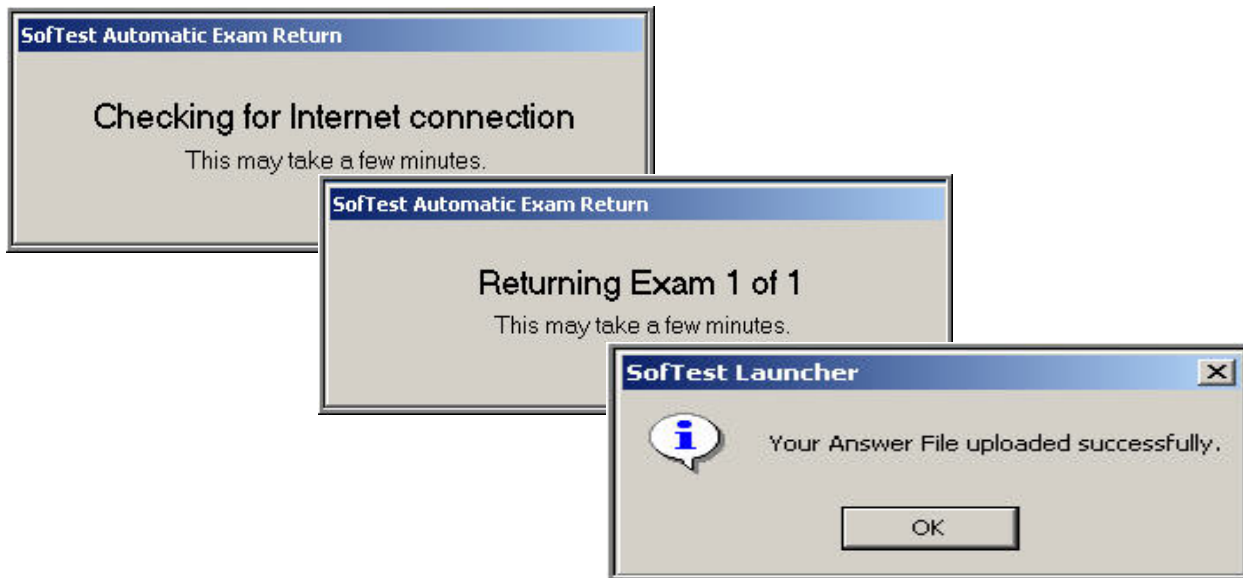 SofTest Automatic Exam Return
Checking for Internet connection
This may take a few minutes.
SofTest Automatic Exam Return
Returning Exam 1 of 1
This may take a few minutes.
SofTest Launcher
Your Answer File uploaded successfully.
OK